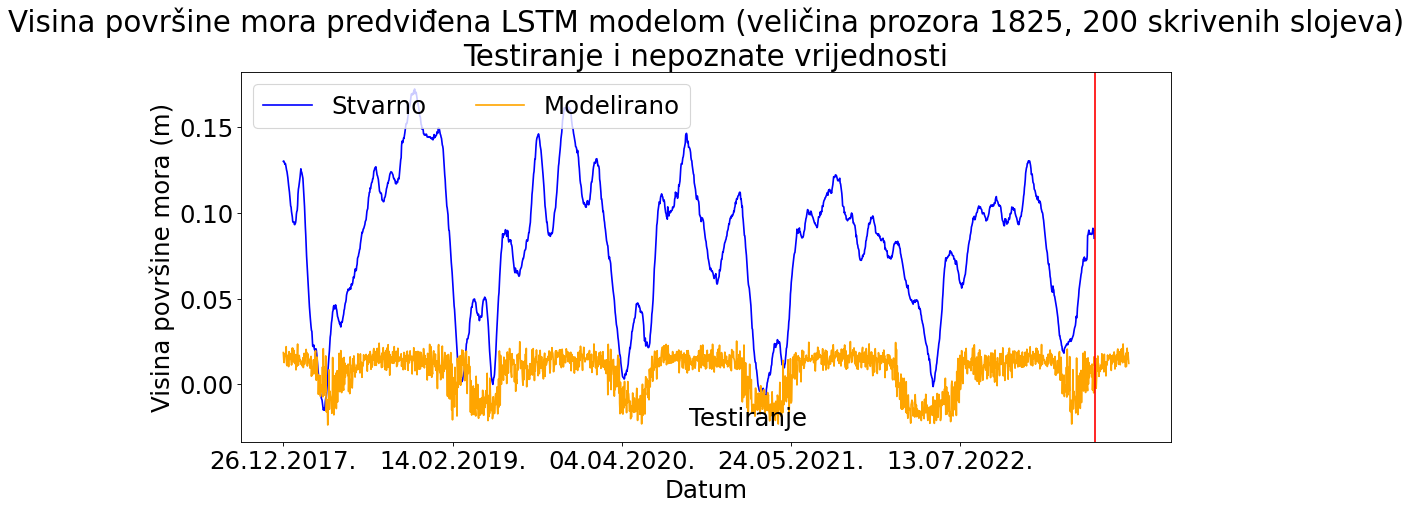 Visina površine mora predviđena LSTM modelom (veličina prozora 1825, 200 skrivenih slojeva)
Testiranje i nepoznate vrijednosti
Stvarno
Modelirano
Visina površine mora (m)
0.15
0.10
0.05
0.00
Testiranje
26.12.2017.
14.02.2019.
04.04.2020.
24.05.2021.
13.07.2022.
Datum